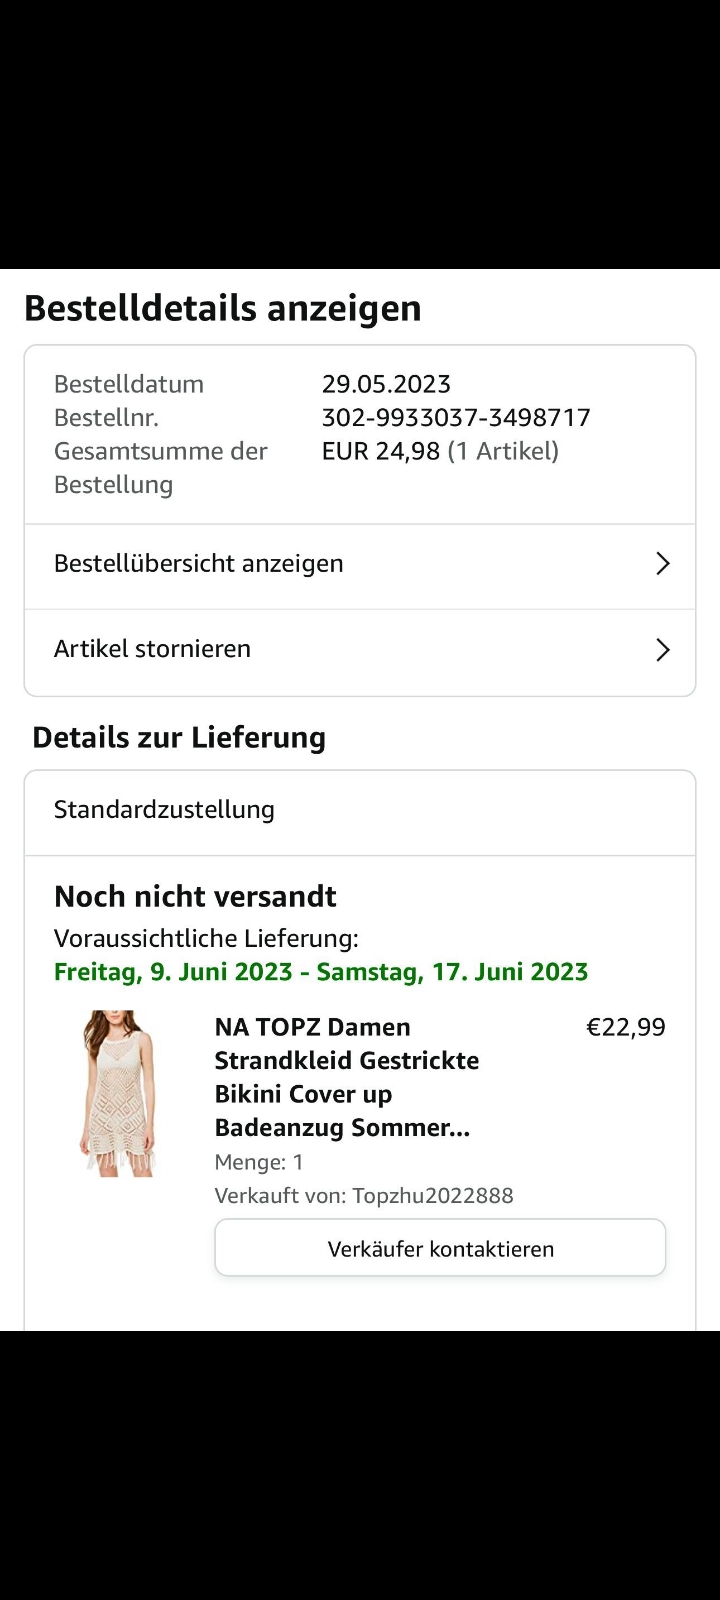 Bestelldetails anzeigen
Bestelldatum 29.05.2023
Bestellnr. 302-9933037-3498717
Gesamtsumme der EUR 24,98 (1 Artikel)
Bestellung
Bestellübersicht anzeigen
Artikel stornieren
Details zur Lieferung
Standardzustellung
Noch nicht versandt
Voraussichtliche Lieferung:
Freitag, 9. Juni 2023 - Samstag, 17. Juni 2023
NA TOPZ Damen €22,99
Strandkleid Gestrickte
Bikini Cover up
Badeanzug Sommer...
Menge: 1
Verkauft von: Topzhu2022888
Verkäufer kontaktieren